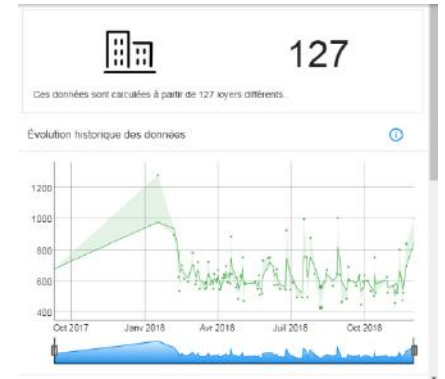 127
Ces données sont calculées à partir de 127 loyers différents..
Évolution historique des données
1200
1000
800
600
400
Oct 2017 Janv 2018 Avr 2018 Juil 2018 Oct 2018